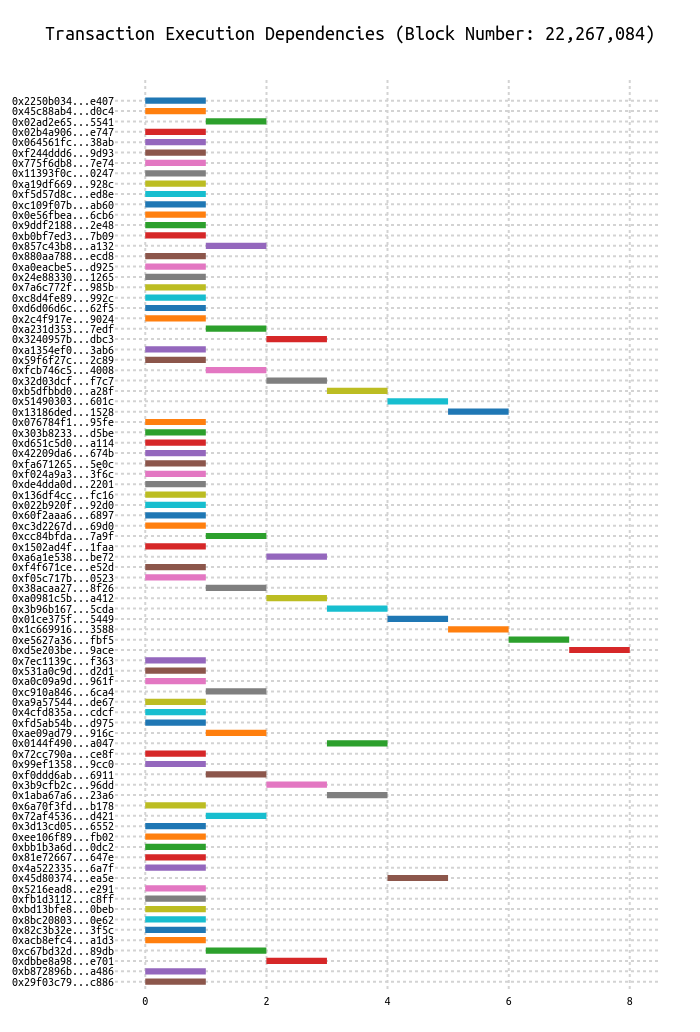 Transaction Execution Dependencies (Block Number: 22,267,084)
0x2250b034...e407
0x45c88ab4...d0c4
0x02ad2e65...5541
0x02b4a906...e747
0x064561fc...38ab
0xf244ddd6...9d93
0x775f6db8...7e74
0x11393f0c...0247
0xa19df669...928c
0xf5d57d8c...ed8e
0xc109f07b...ab60
0x0e56fbea...6cb6
0x9ddf2188...2e48
0xb0bf7ed3...7b09
0x857c43b8...a132
0x880aa788...ecd8
0xa0eacbe5...d925
0x24e88330...1265
0x7a6c772f...985b
0xc8d4fe89...992c
0xd6d06d6c...62f5
0x2c4f917e...9024
0xa231d353...7edf
0x3240957b...dbc3
0xa1354ef0...3ab6
0x59f6f27c...2c89
0xfcb746c5...4008
0x32d03dcf...f7c7
0xb5dfbbd0...a28f
0x51490303...601c
0x13186ded...1528
0x076784f1...95fe
0x303b8233...d5be
0xd651c5d0...a114
0x42209da6...674b
0xfa671265...5e0c
0xf024a9a3...3f6c
0xde4dda0d...2201
0x136df4cc...fc16
0x022b920f...92d0
0x60f2aaa6...6897
0xc3d2267d...69d0
0xcc84bfda...7a9f
0x1502ad4f...1faa
0xa6a1e538...be72
0xf4f671ce...e52d
0xf05c717b...0523
0x38acaa27...8f26
0xa0981c5b...a412
0x3b96b167...5cda
0x01ce375f...5449
0x1c669916...3588
0xe5627a36...fbf5
0xd5e203be...9ace
0x7ec1139c...f363
0x531a0c9d...d2d1
0xa0c09a9d...961f
0xc910a846...6ca4
0xa9a57544...de67
0x4cfd835a...cdcf
0xfd5ab54b...d975
0xae09ad79...916c
0x0144f490...a047
0x72cc790a...ce8f
0x99ef1358...9cc0
0xf0ddd6ab...6911
0x3b9cfb2c...96dd
0x1aba67a6...23a6
0x6a70f3fd...b178
0x72af4536...d421
0x3d13cd05...6552
0xee106f89...fb02
0xbb1b3a6d...0dc2
0x81e72667...647e
0x4a522335...6a7f
0x45d80374...ea5e
0x5216ead8...e291
0xfb1d3112...c8ff
0xbd13bfe8...0beb
0x8bc20803...0e62
0x82c3b32e...3f5c
0xacb8efc4...a1d3
0xc67bd32d...89db
0xdbbe8a98...e701
0xb872896b...a486
0x29f03c79...c886
0 2 4 6 8